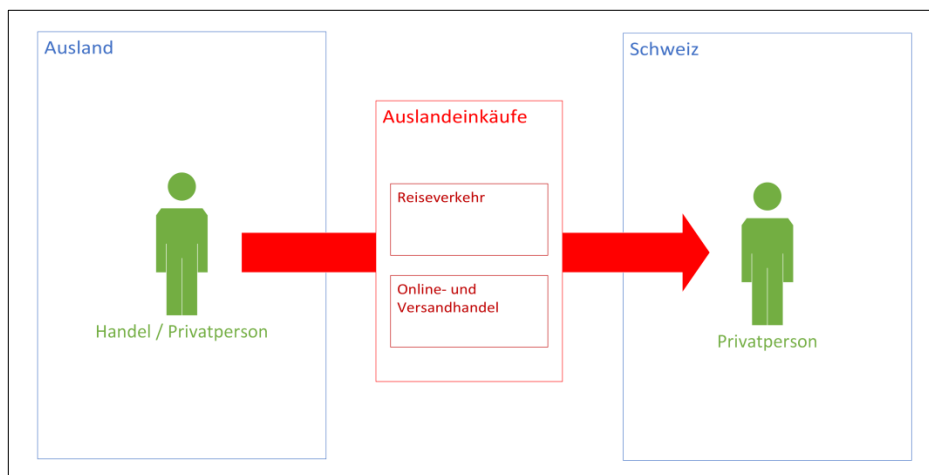 Ausland
Schweiz
Auslandeinkäufe
Reiseverkehr
Online- und
Versandhandel
Handel / Privatperson
Privatperson